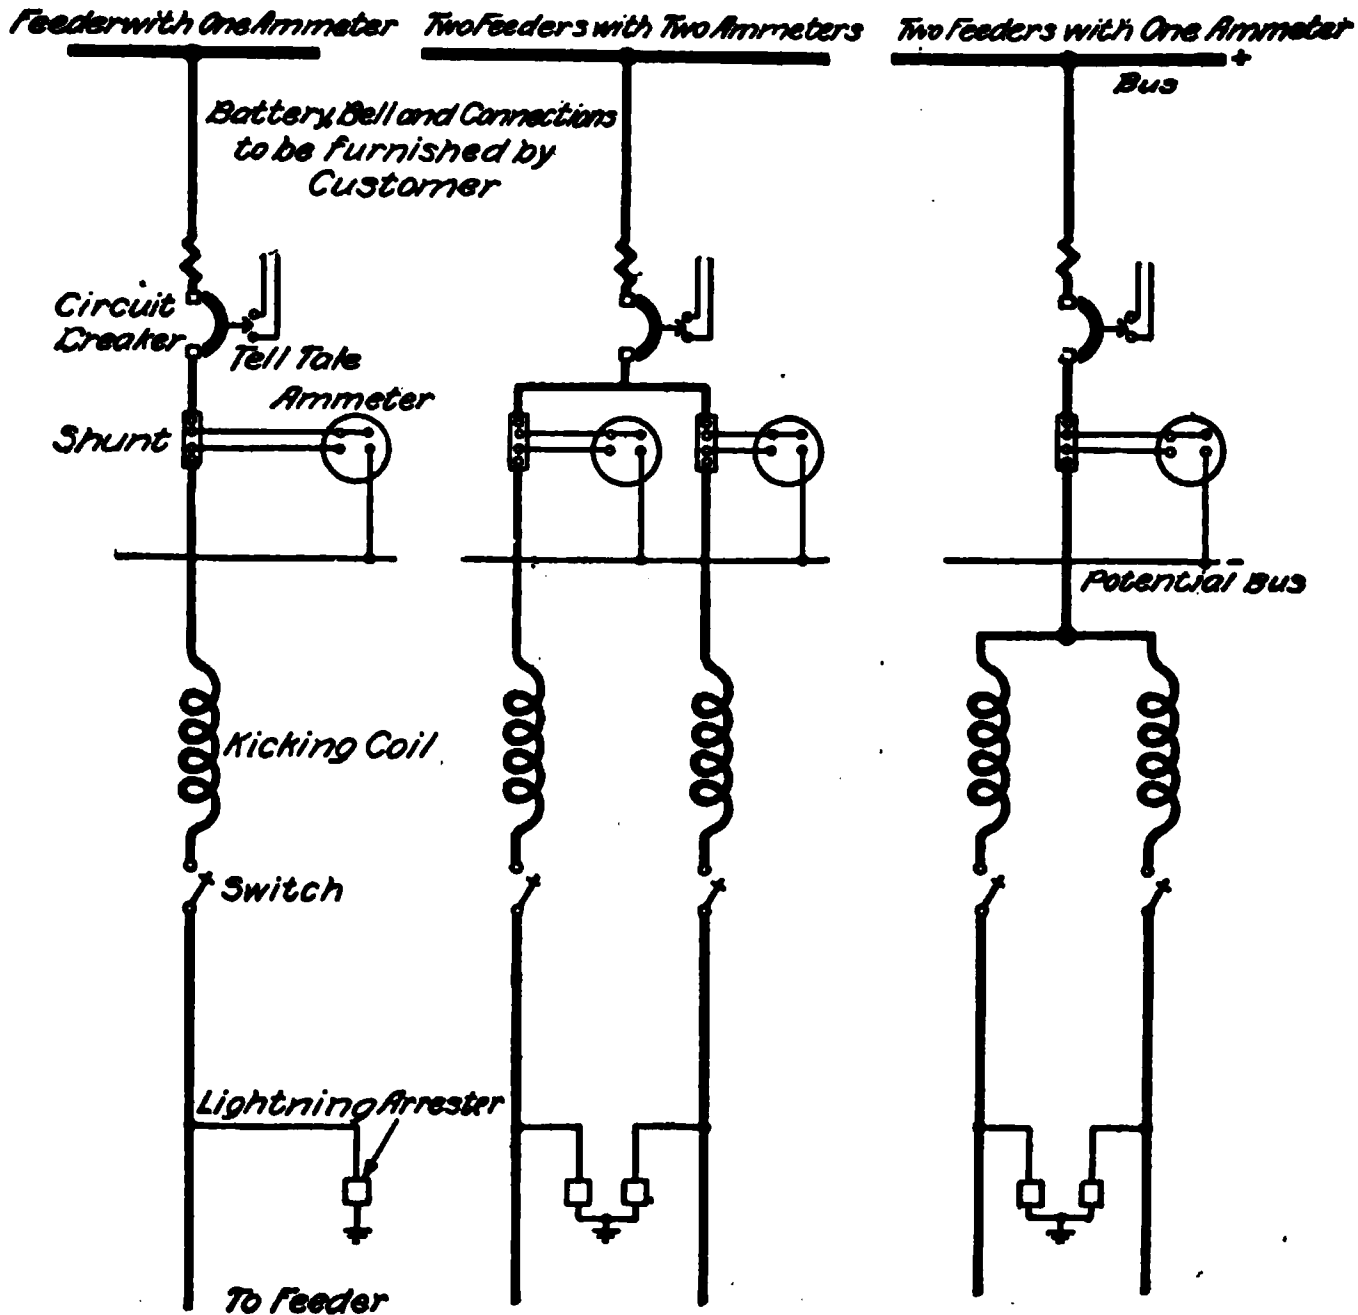 Feeder with One Ammeter
Two Feeders with Two Ammeters
Two Feeders with One Ammeter
+
Bus
Battery, Bell and Connections
to be furnished by
Customer
Circuit
Creaker
Tell Tale
Ammeter
Shunt
-
Potential Bus
Kicking Coil
Switch
Lightning Arrester
To Feeder